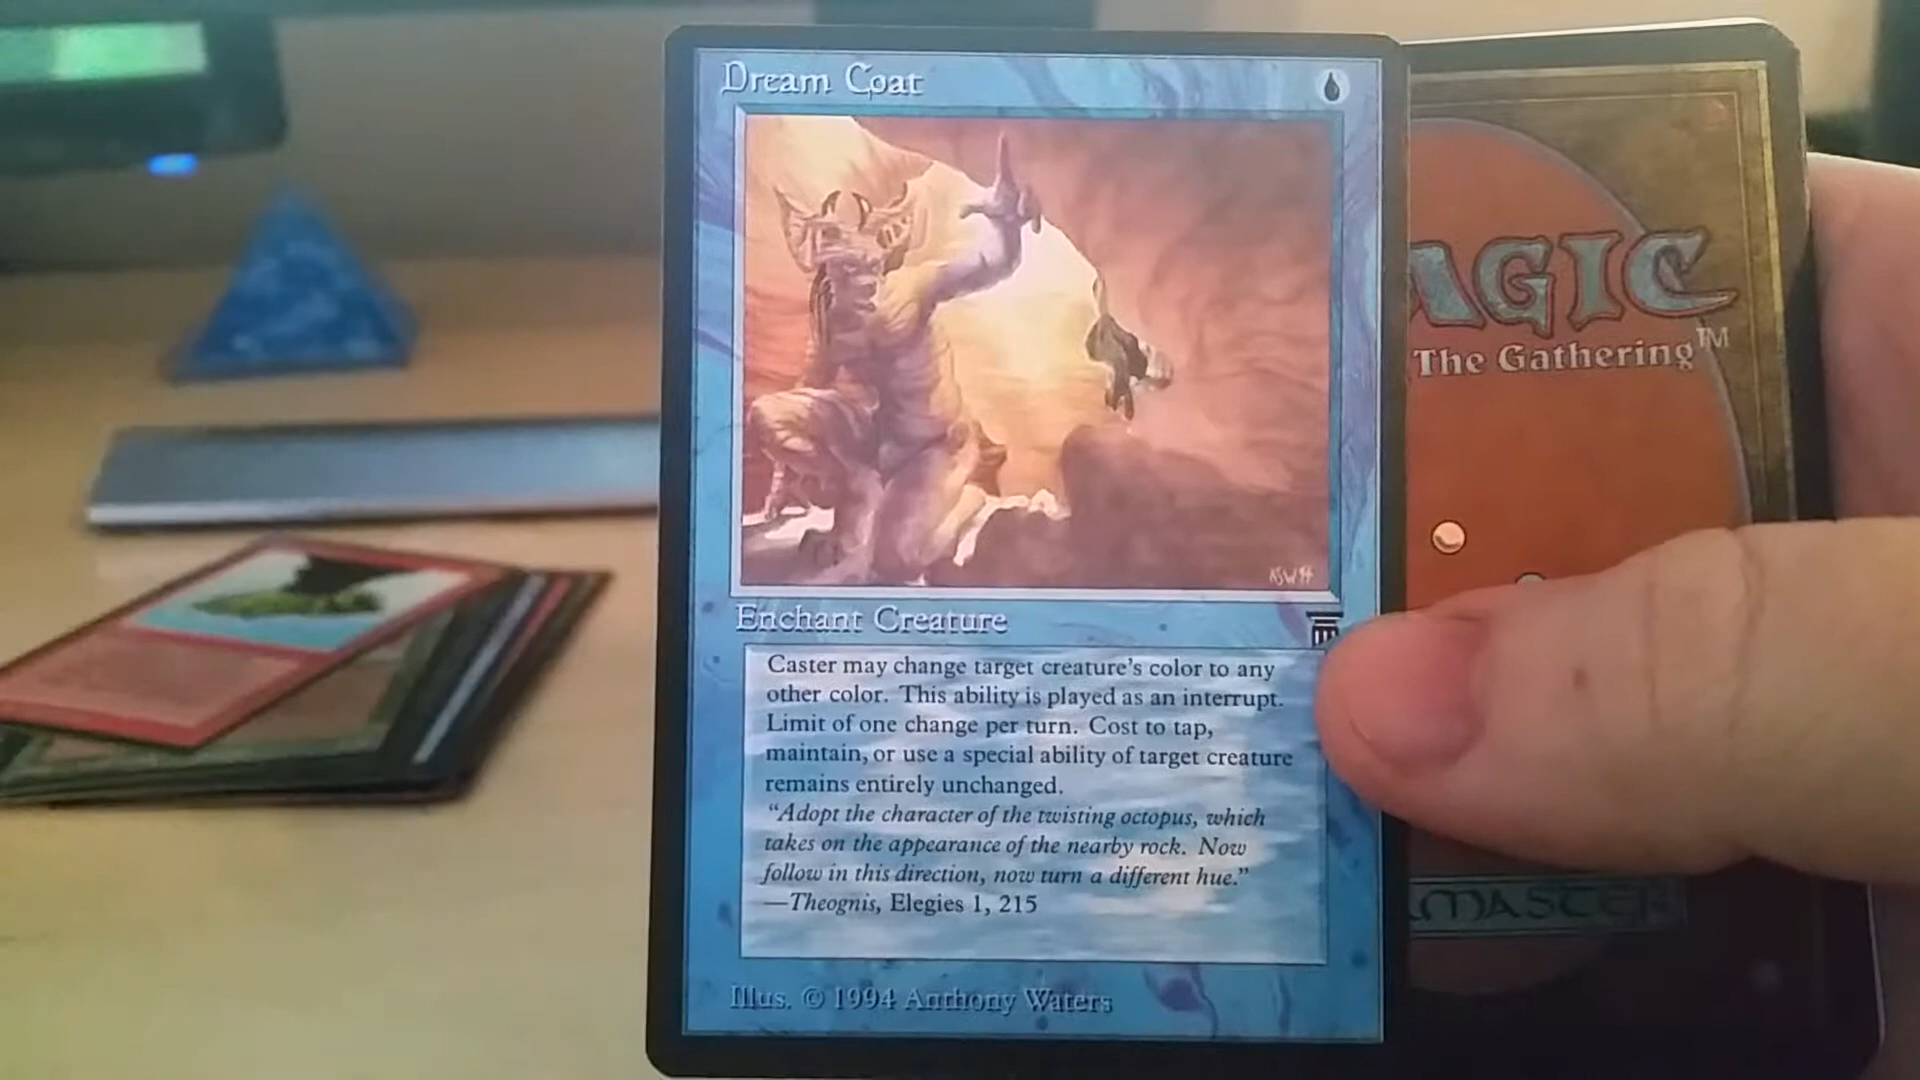 Dream Coat
AGIC
The Gathering™
Enchant Creature
Caster may change target creature's color to any
other color. This ability is played as an interrupt.
Limit of one change per turn. Cost to tap,
maintain, or use a special ability of target creature
remains entirely unchanged.
"Adopt the character of the twisting octopus, which
takes on the appearance of the nearby rock. Now
follow in this direction, now turn a different hue."
—Theognis, Elegies 1, 215
MASTER
Illus. © 1994 Anthony Waters